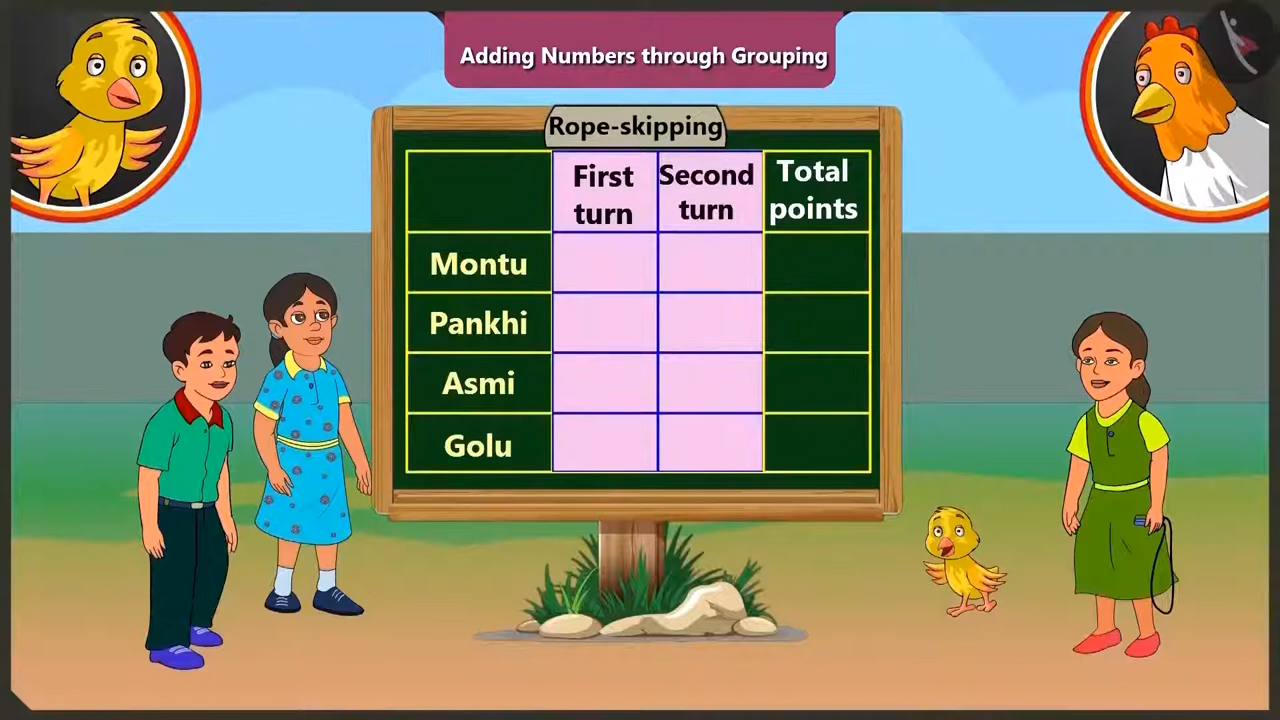 Adding Numbers through Grouping
Rope-skipping
First turn
Second turn
Total points
Montu
Pankhi
Asmi
Golu